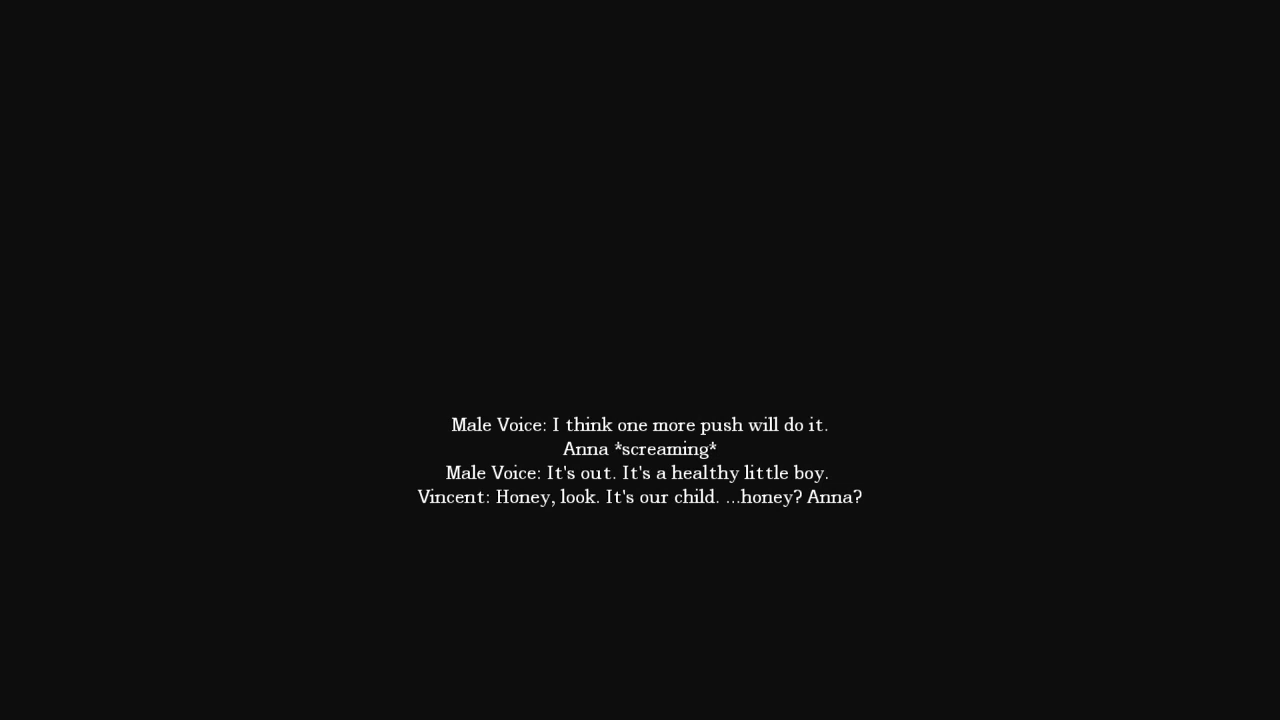 Male Voice: I think one more push will do it.
Anna *screaming*
Male Voice: It's out. It's a healthy little boy.
Vincent: Honey, look. It's our child. ...honey? Anna?